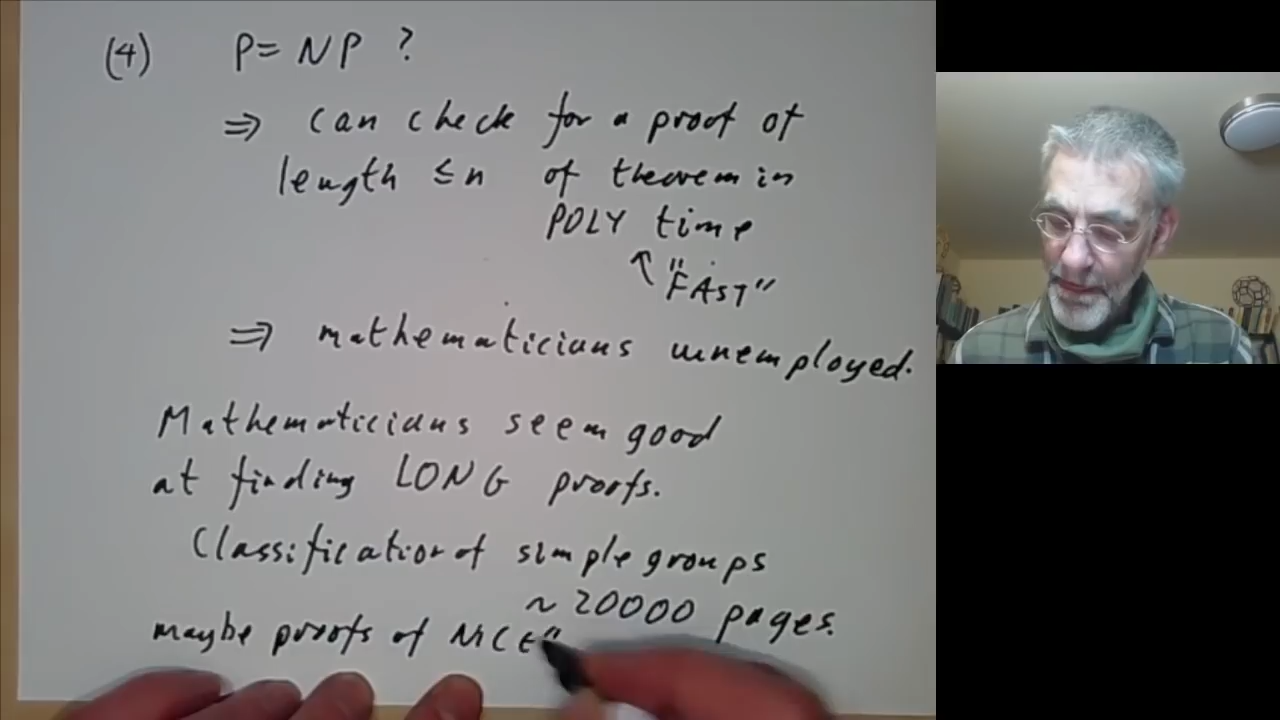 (4) P = NP ?
⇒ can check for a proof of
length ≤n of theorem in
POLY time
↑ "FAST"
⇒ mathematicians unemployed.
Mathematicians seem good
at finding LONG proofs.
Classification of simple groups
~ 20000 pages.
maybe proofs of NICE"